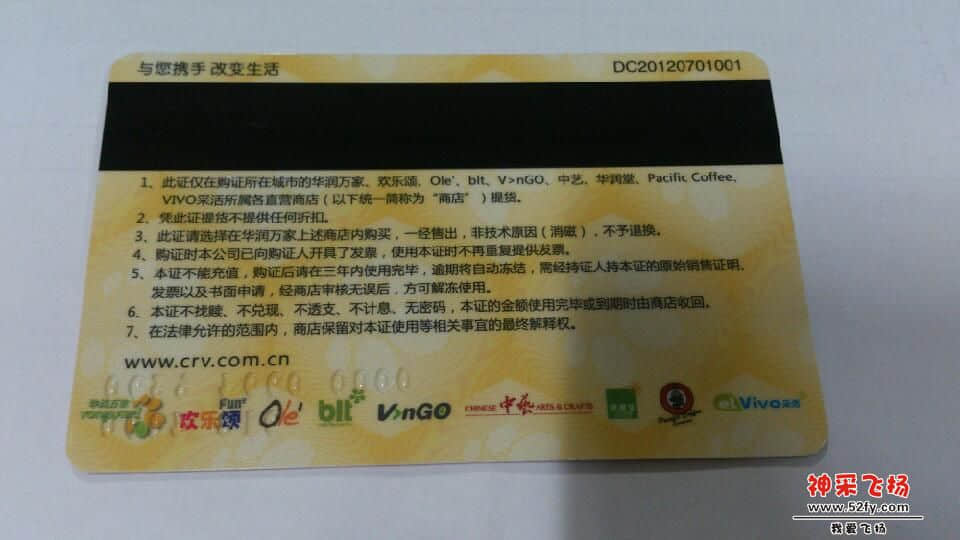 与您携手 改变生活
DC20120701001
1、此证仅在购证所在城市的华润万家、欢乐颂、Ole'、blt、V>nGO、中艺、华润堂、Pacific Coffee、
VIVO采活所属各直营商店（以下统一简称为“商店”）提货。
2、凭此证提货不提供任何折扣。
3、此证请选择在华润万家上述商店内购买，一经售出，非技术原因（消磁），不予退换。
4、购证时本公司已向购证人开具了发票，使用本证时不再重复提供发票。
5、本证不能充值，购证后请在三年内使用完毕，逾期将自动冻结，需经持证人持本证的原始销售证明、
发票以及书面申请，经商店审核无误后，方可解冻使用。
6、本证不找赎、不兑现、不透支、不计息、无密码，本证的金额使用完毕或到期时由商店收回。
7、在法律允许的范围内，商店保留对本证使用等相关事宜的最终解释权。
www.crv.com.cn
华润万家
欢乐颂
Fun²
Ole'
blt
V>nGO
CHINESE 中艺 ARTS & CRAFTS
Vivo采活
神采飞扬
www.52fy.com
我爱飞扬